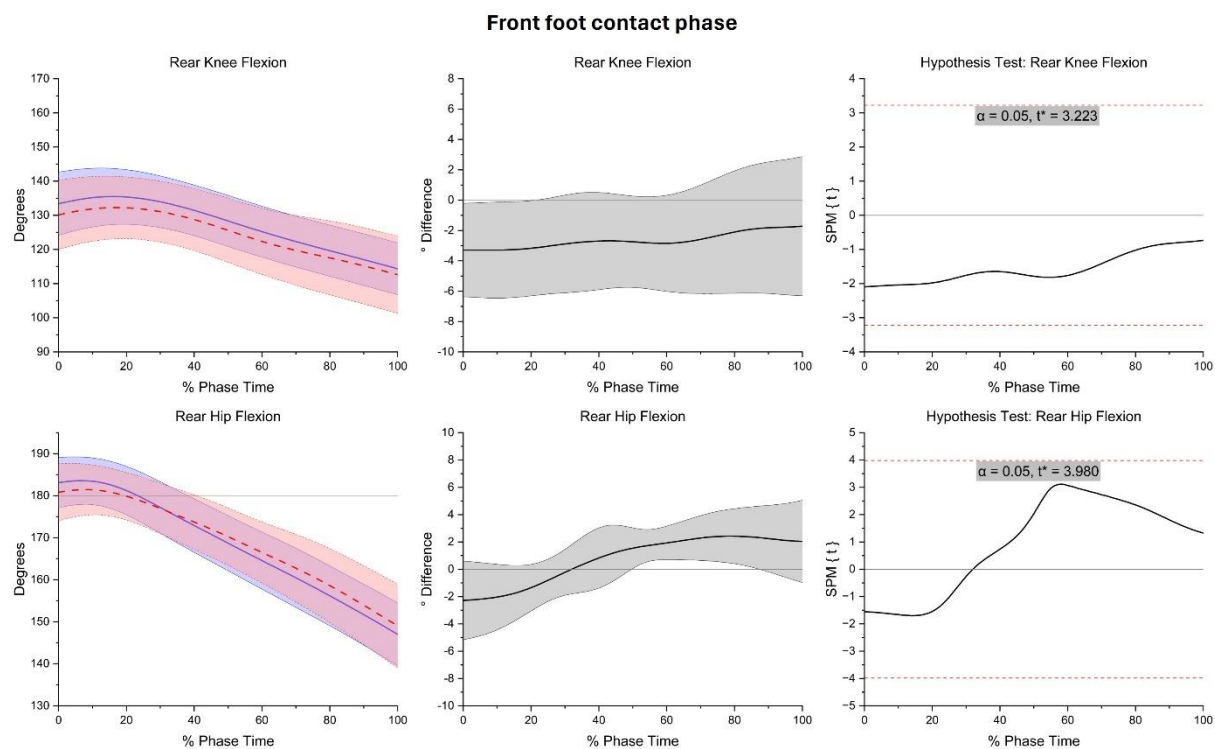 Front foot contact phase
Rear Knee Flexion
170
160
150
140
130
120
110
100
90
Degrees
0 20 40 60 80 100
% Phase Time
Rear Knee Flexion
8
6
4
2
0
−2
−4
−6
−8
−10
° Difference
0 20 40 60 80 100
% Phase Time
Hypothesis Test: Rear Knee Flexion
4
3
2
1
0
−1
−2
−3
−4
SPM { t }
α = 0.05, t* = 3.223
0 20 40 60 80 100
% Phase Time
Rear Hip Flexion
190
180
170
160
150
140
130
Degrees
0 20 40 60 80 100
% Phase Time
Rear Hip Flexion
10
8
6
4
2
0
−2
−4
−6
−8
−10
° Difference
0 20 40 60 80 100
% Phase Time
Hypothesis Test: Rear Hip Flexion
5
4
3
2
1
0
−1
−2
−3
−4
−5
SPM { t }
α = 0.05, t* = 3.980
0 20 40 60 80 100
% Phase Time